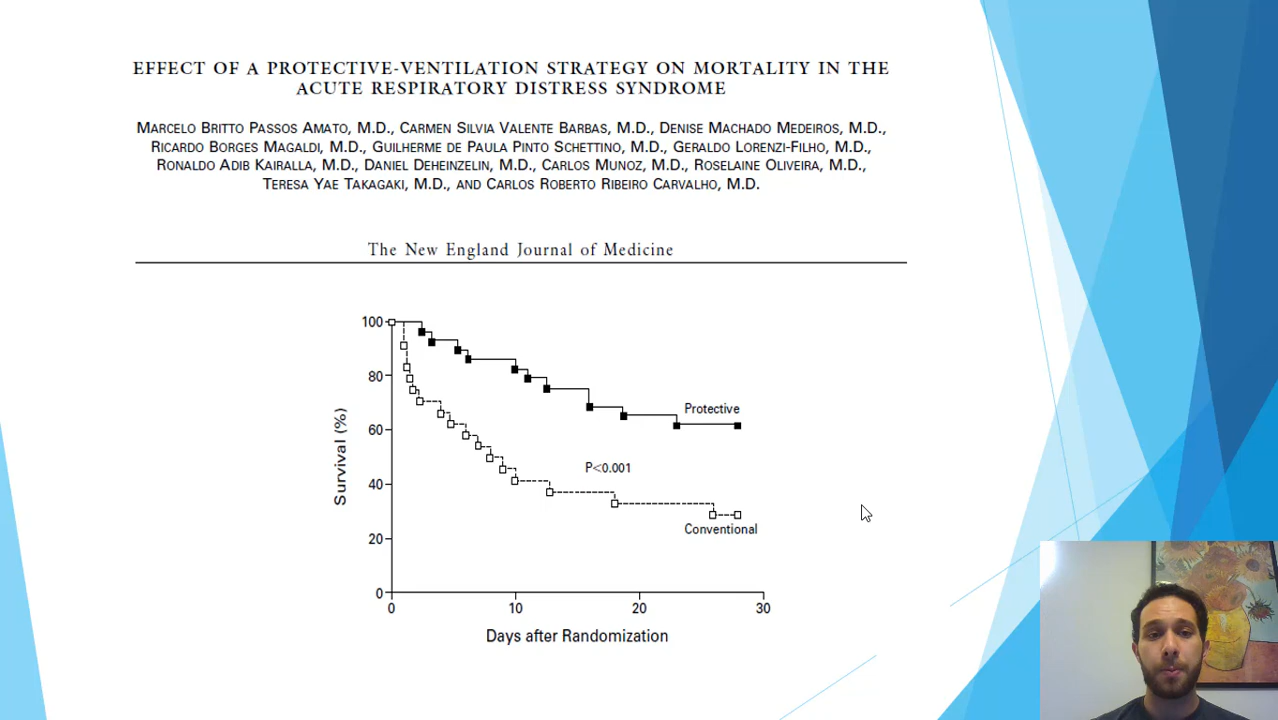 EFFECT OF A PROTECTIVE-VENTILATION STRATEGY ON MORTALITY IN THE
ACUTE RESPIRATORY DISTRESS SYNDROME
MARCELO BRITTO PASSOS AMATO, M.D., CARMEN SILVIA VALENTE BARBAS, M.D., DENISE MACHADO MEDEIROS, M.D.,
RICARDO BORGES MAGALDI, M.D., GUILHERME DE PAULA PINTO SCHETTINO, M.D., GERALDO LORENZI-FILHO, M.D.,
RONALDO ADIB KAIRALLA, M.D., DANIEL DEHEINZELIN, M.D., CARLOS MUNOZ, M.D., ROSELAINE OLIVEIRA, M.D.,
TERESA YAE TAKAGAKI, M.D., AND CARLOS ROBERTO RIBEIRO CARVALHO, M.D.
The New England Journal of Medicine
100
80
60
40
20
0
Survival (%)
Protective
P<0.001
Conventional
0 10 20 30
Days after Randomization